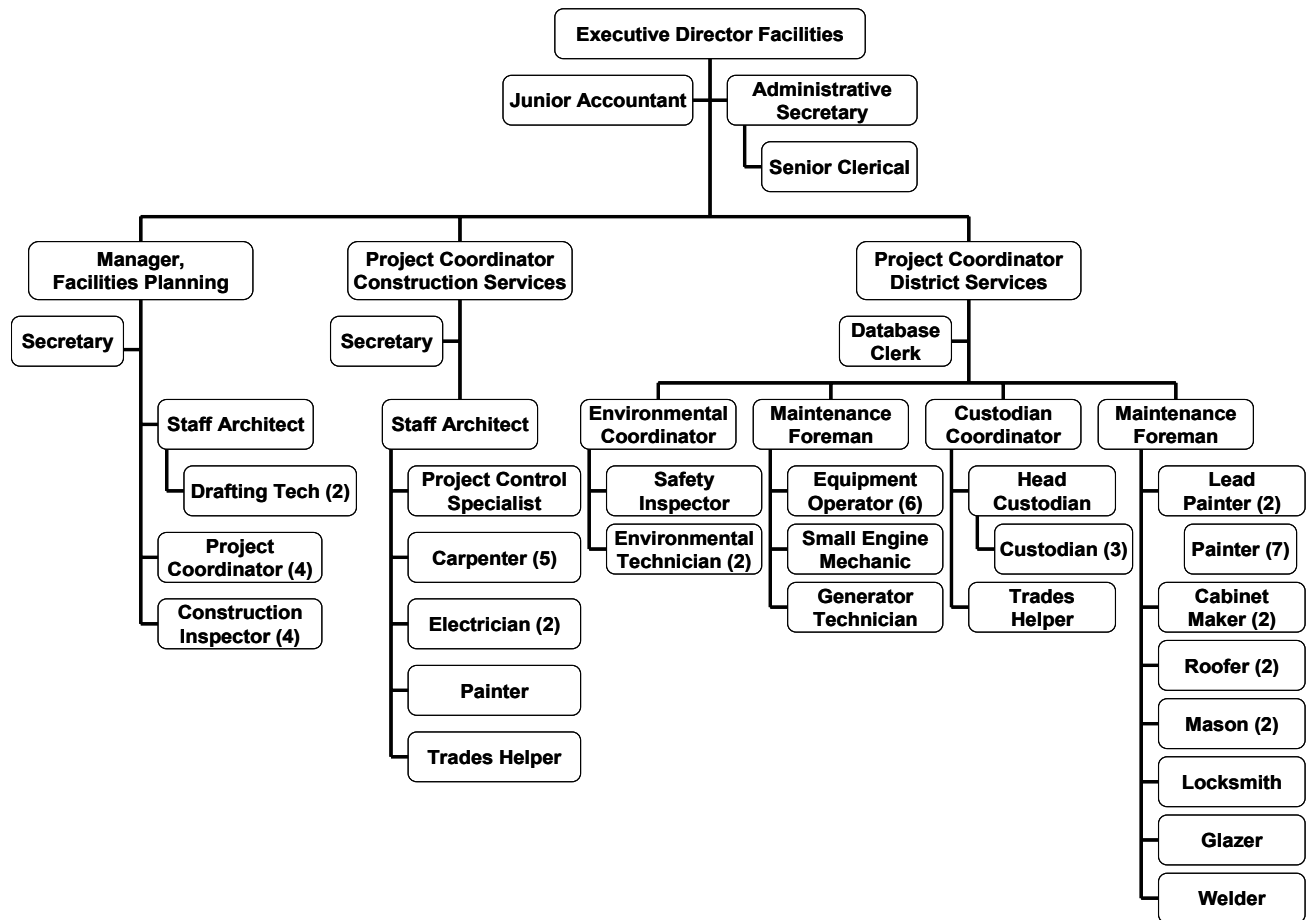 Executive Director Facilities
Junior Accountant
Administrative
Secretary
Senior Clerical
Manager,
Facilities Planning
Project Coordinator
Construction Services
Project Coordinator
District Services
Secretary
Secretary
Database
Clerk
Staff Architect
Drafting Tech (2)
Project
Coordinator (4)
Construction
Inspector (4)
Staff Architect
Project Control
Specialist
Carpenter (5)
Electrician (2)
Painter
Trades Helper
Environmental
Coordinator
Safety
Inspector
Environmental
Technician (2)
Maintenance
Foreman
Equipment
Operator (6)
Small Engine
Mechanic
Generator
Technician
Custodian
Coordinator
Head
Custodian
Custodian (3)
Trades
Helper
Maintenance
Foreman
Lead
Painter (2)
Painter (7)
Cabinet
Maker (2)
Roofer (2)
Mason (2)
Locksmith
Glazer
Welder